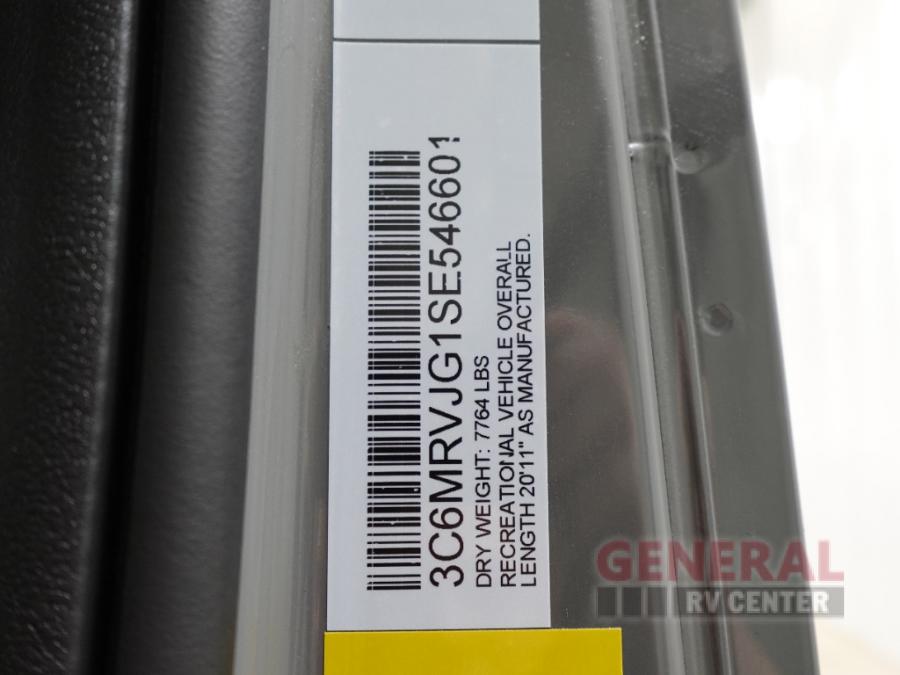 3C6MRVJG1SE546601
DRY WEIGHT: 7764 LBS
RECREATIONAL VEHICLE OVERALL
LENGTH 20'11" AS MANUFACTURED.
GENERAL
RV CENTER